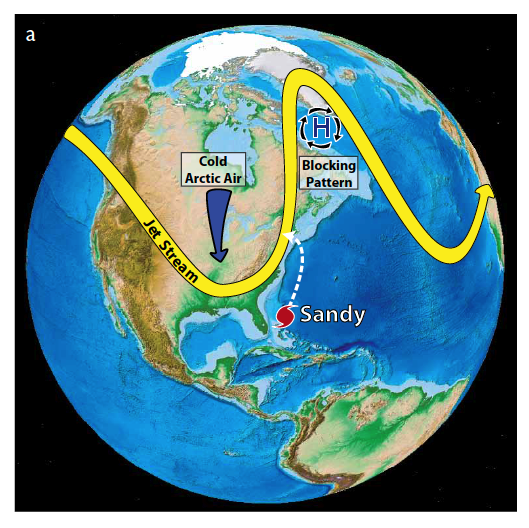 a
H
Cold
Arctic Air
Blocking
Pattern
Jet Stream
Sandy